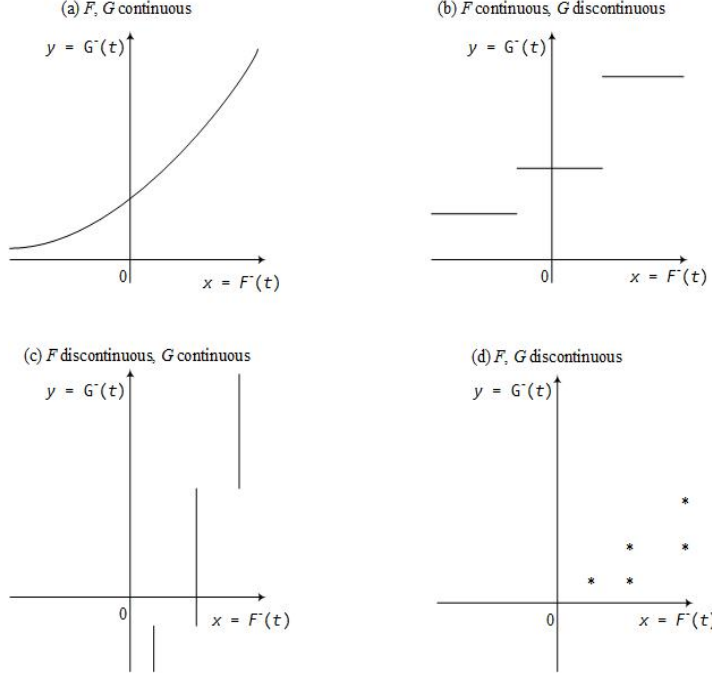 (a) F, G continuous
y = G⁻(t)
0
x = F⁻(t)
(b) F continuous, G discontinuous
y = G⁻(t)
0
x = F⁻(t)
(c) F discontinuous, G continuous
y = G⁻(t)
0
x = F⁻(t)
(d) F, G discontinuous
y = G⁻(t)
0
x = F⁻(t)